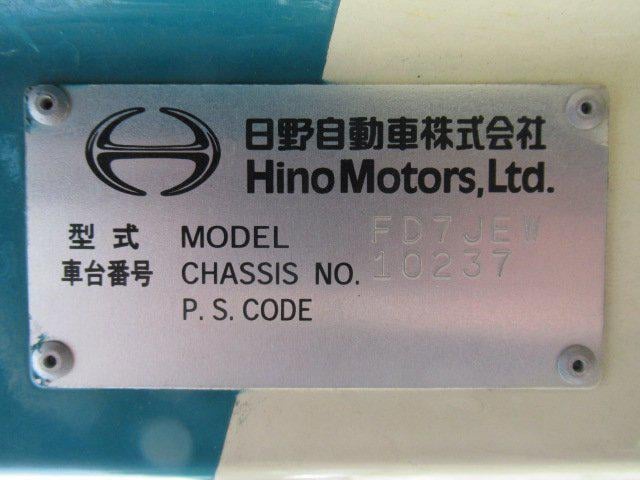 日野自動車株式会社
Hino Motors, Ltd.
型式 MODEL FD7JEW
車台番号 CHASSIS NO. 10237
P. S. CODE